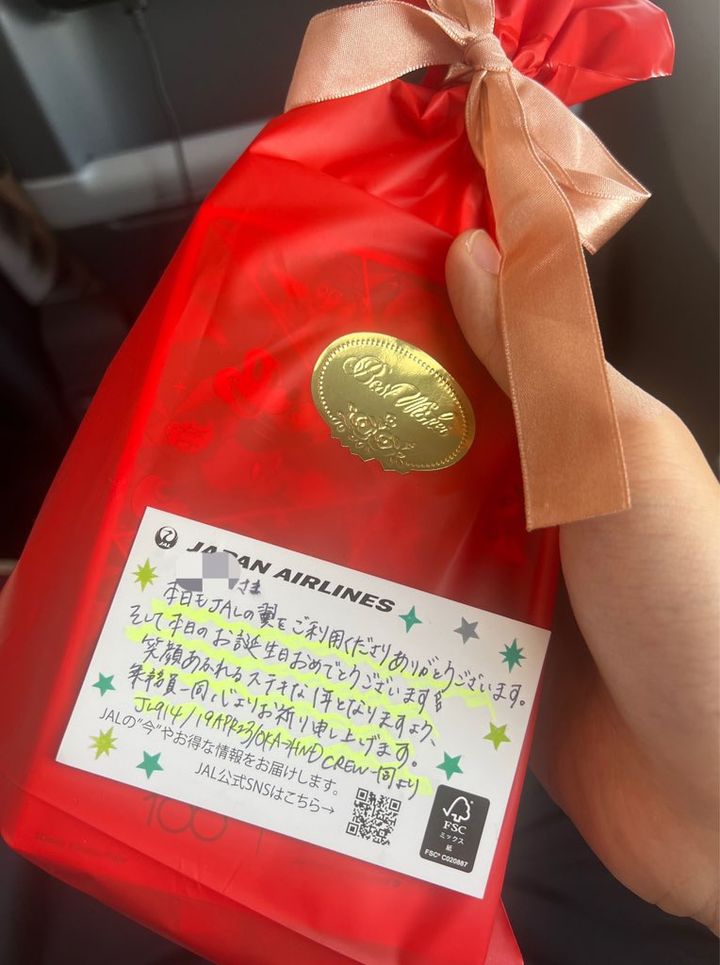 Best Wishes
JAL
JAPAN AIRLINES
さま
本日もJALの翼をご利用くださりありがとうございます。
そして本日のお誕生日おめでとうございます!!
笑顔あふれるステキな1年となりますよう、
乗務員一同心よりお祈り申し上げます。
JL914/19APR23/OKA-HND CREW一同より
JALの"今"やお得な情報をお届けします。
JAL公式SNSはこちら→
FSC
ミックス
紙
FSC® C020887
100